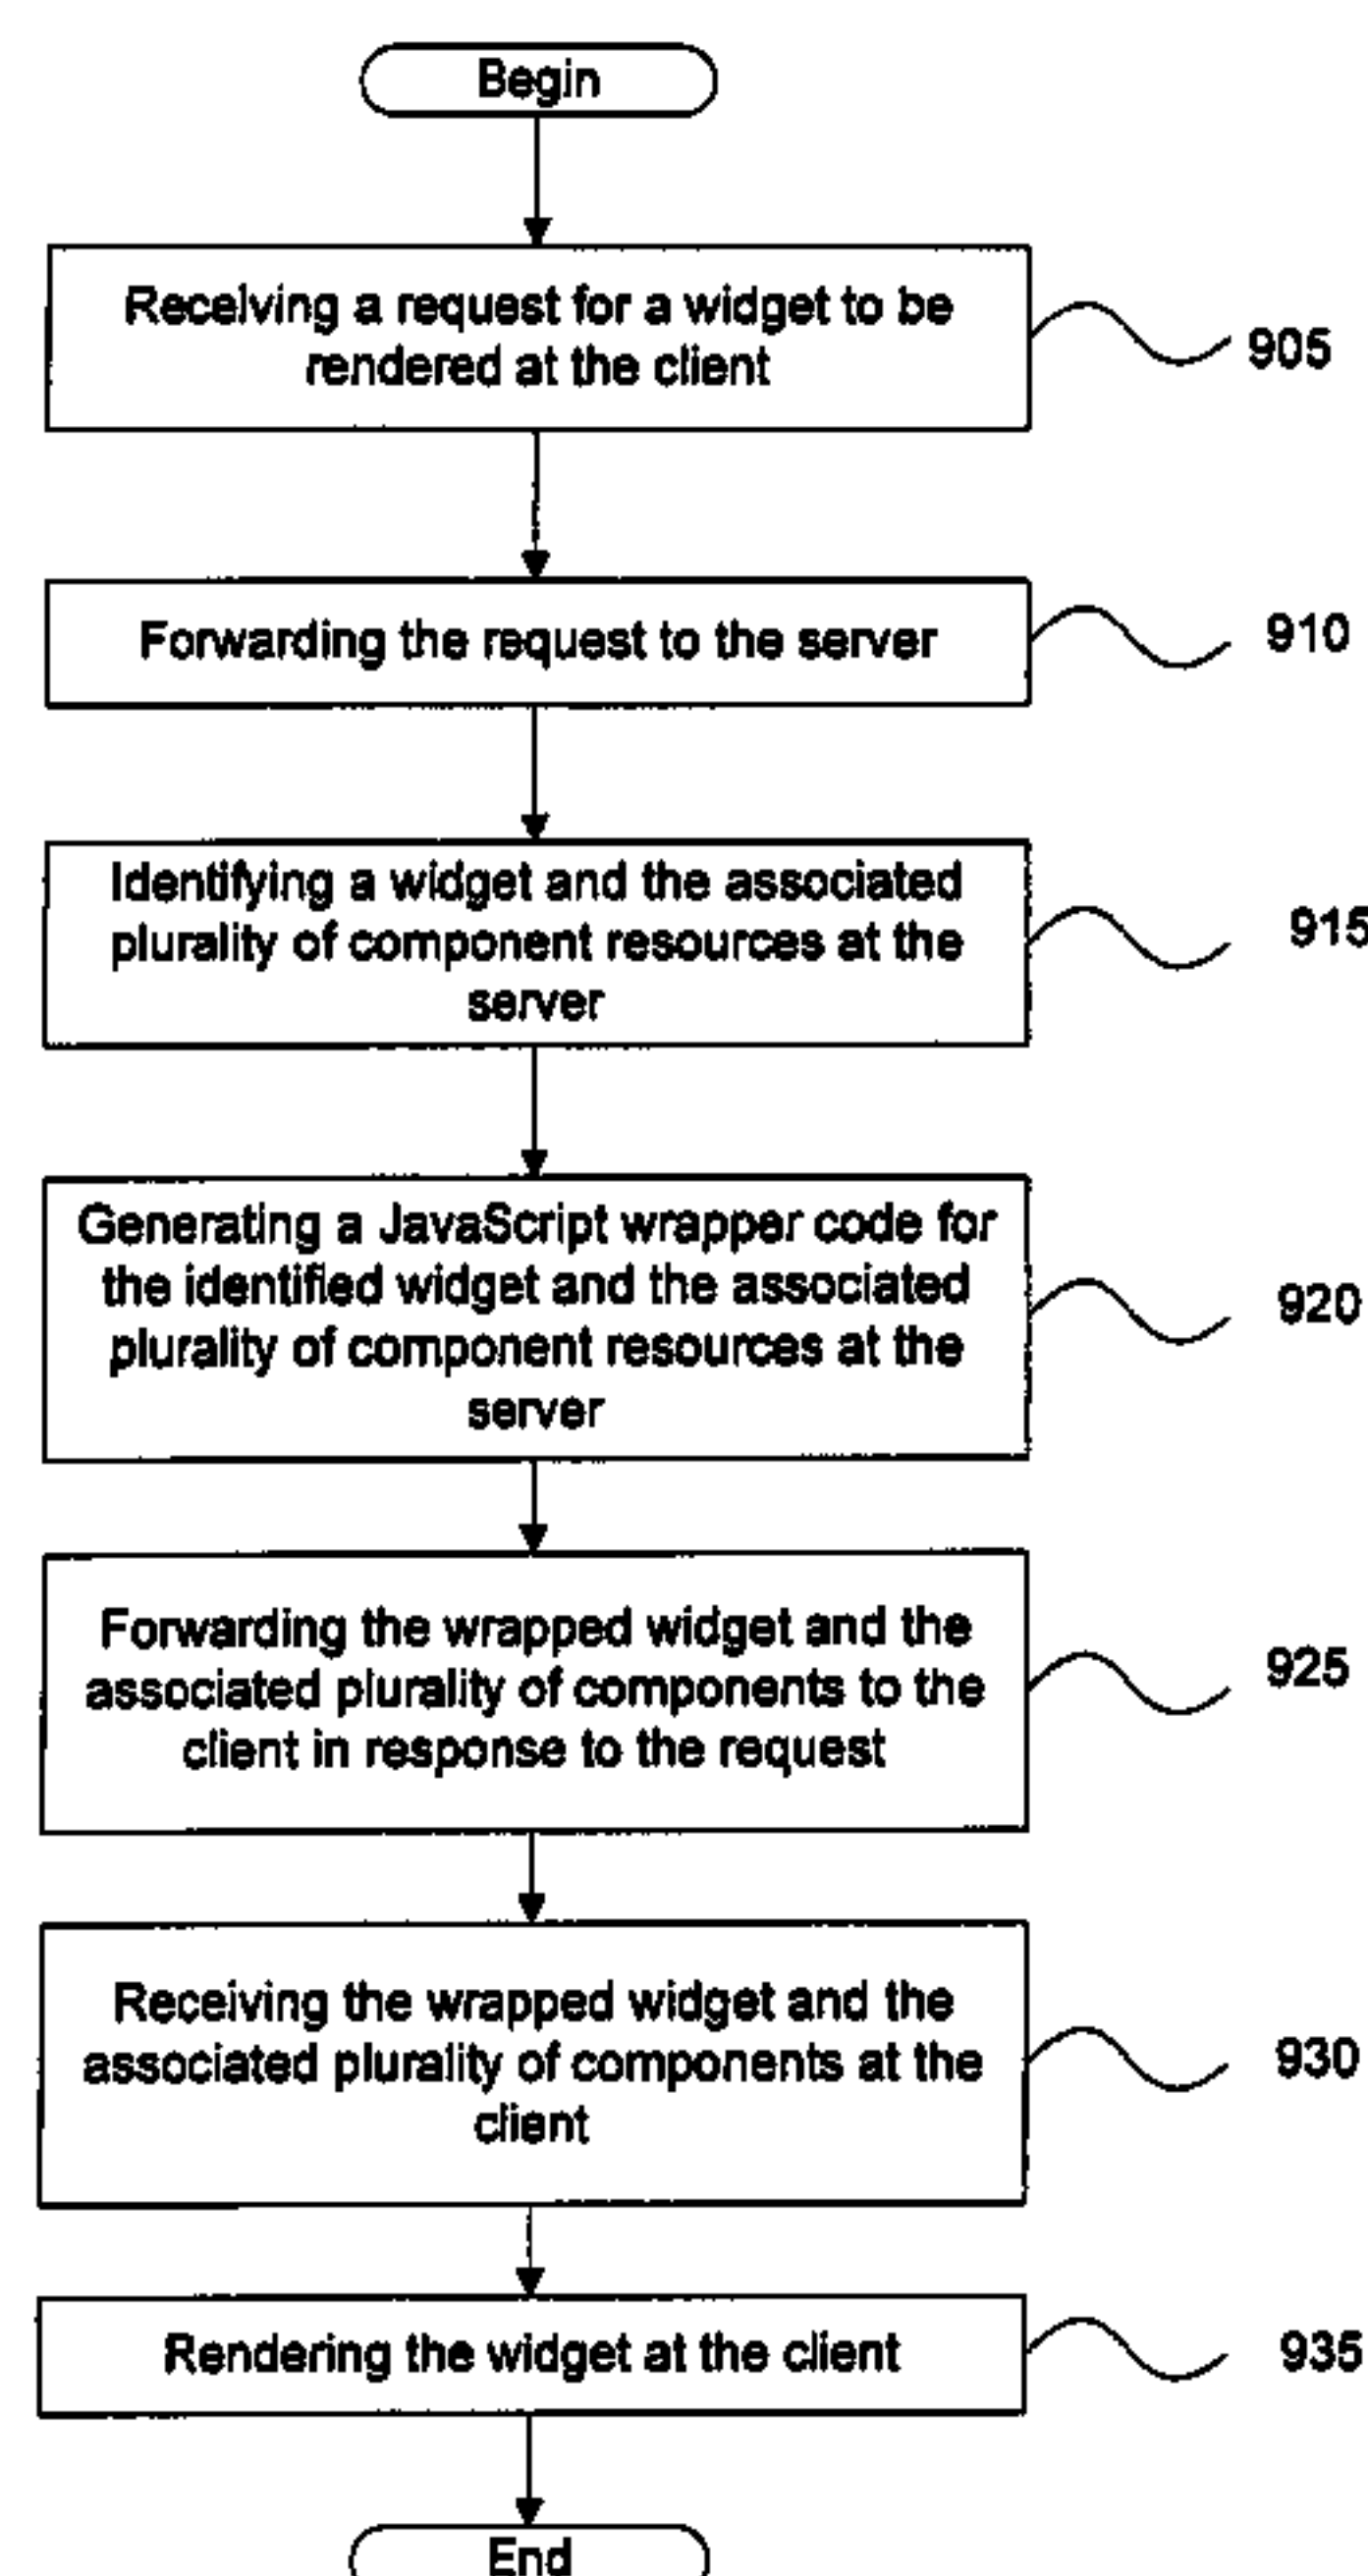 Begin
Receiving a request for a widget to be
rendered at the client
905
Forwarding the request to the server
910
Identifying a widget and the associated
plurality of component resources at the
server
915
Generating a JavaScript wrapper code for
the identified widget and the associated
plurality of component resources at the
server
920
Forwarding the wrapped widget and the
associated plurality of components to the
client in response to the request
925
Receiving the wrapped widget and the
associated plurality of components at the
client
930
Rendering the widget at the client
935
End